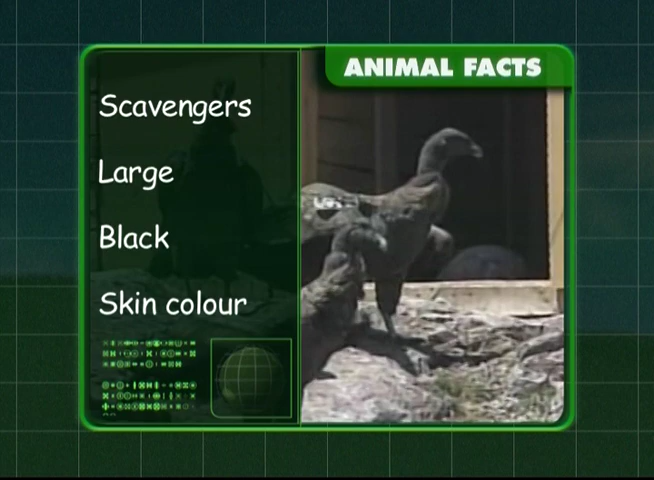 ANIMAL FACTS
Scavengers
Large
Black
Skin colour